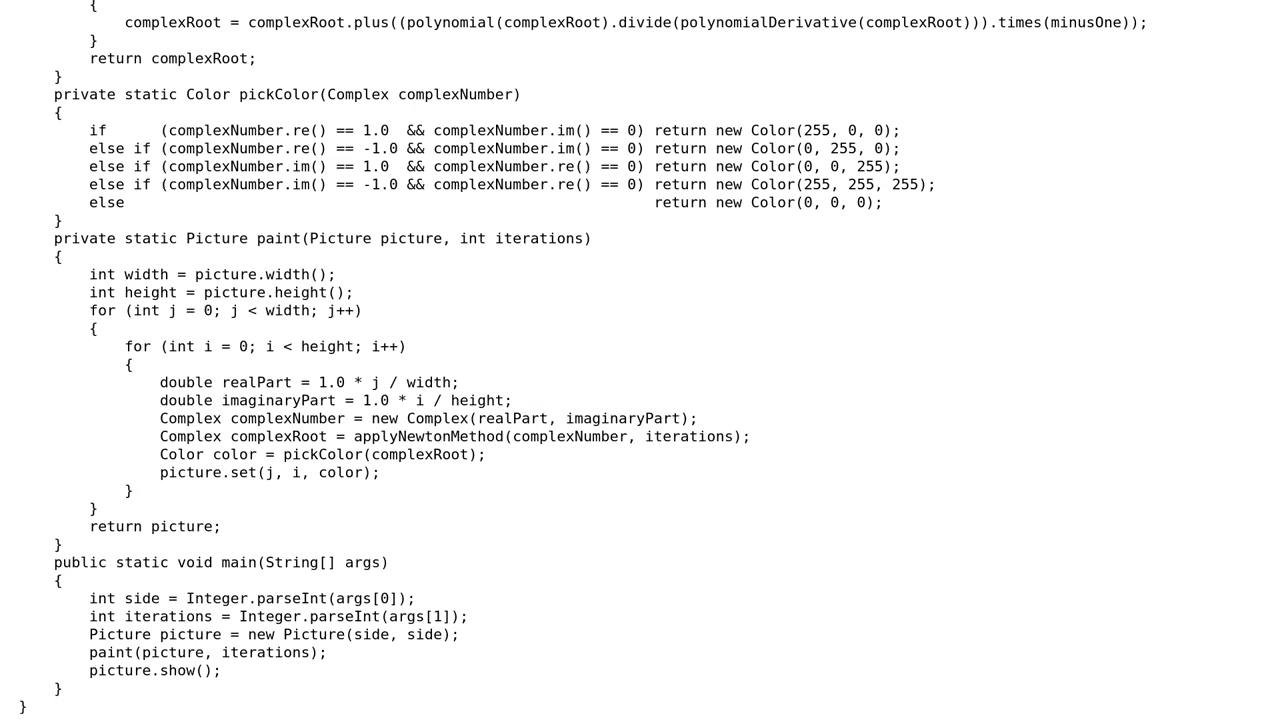 {
            complexRoot = complexRoot.plus((polynomial(complexRoot).divide(polynomialDerivative(complexRoot))).times(minusOne));
        }
        return complexRoot;
    }
    private static Color pickColor(Complex complexNumber)
    {
        if      (complexNumber.re() == 1.0  && complexNumber.im() == 0) return new Color(255, 0, 0);
        else if (complexNumber.re() == -1.0 && complexNumber.im() == 0) return new Color(0, 255, 0);
        else if (complexNumber.im() == 1.0  && complexNumber.re() == 0) return new Color(0, 0, 255);
        else if (complexNumber.im() == -1.0 && complexNumber.re() == 0) return new Color(255, 255, 255);
        else                                                            return new Color(0, 0, 0);
    }
    private static Picture paint(Picture picture, int iterations)
    {
        int width = picture.width();
        int height = picture.height();
        for (int j = 0; j < width; j++)
        {
            for (int i = 0; i < height; i++)
            {
                double realPart = 1.0 * j / width;
                double imaginaryPart = 1.0 * i / height;
                Complex complexNumber = new Complex(realPart, imaginaryPart);
                Complex complexRoot = applyNewtonMethod(complexNumber, iterations);
                Color color = pickColor(complexRoot);
                picture.set(j, i, color);
            }
        }
        return picture;
    }
    public static void main(String[] args)
    {
        int side = Integer.parseInt(args[0]);
        int iterations = Integer.parseInt(args[1]);
        Picture picture = new Picture(side, side);
        paint(picture, iterations);
        picture.show();
    }
}